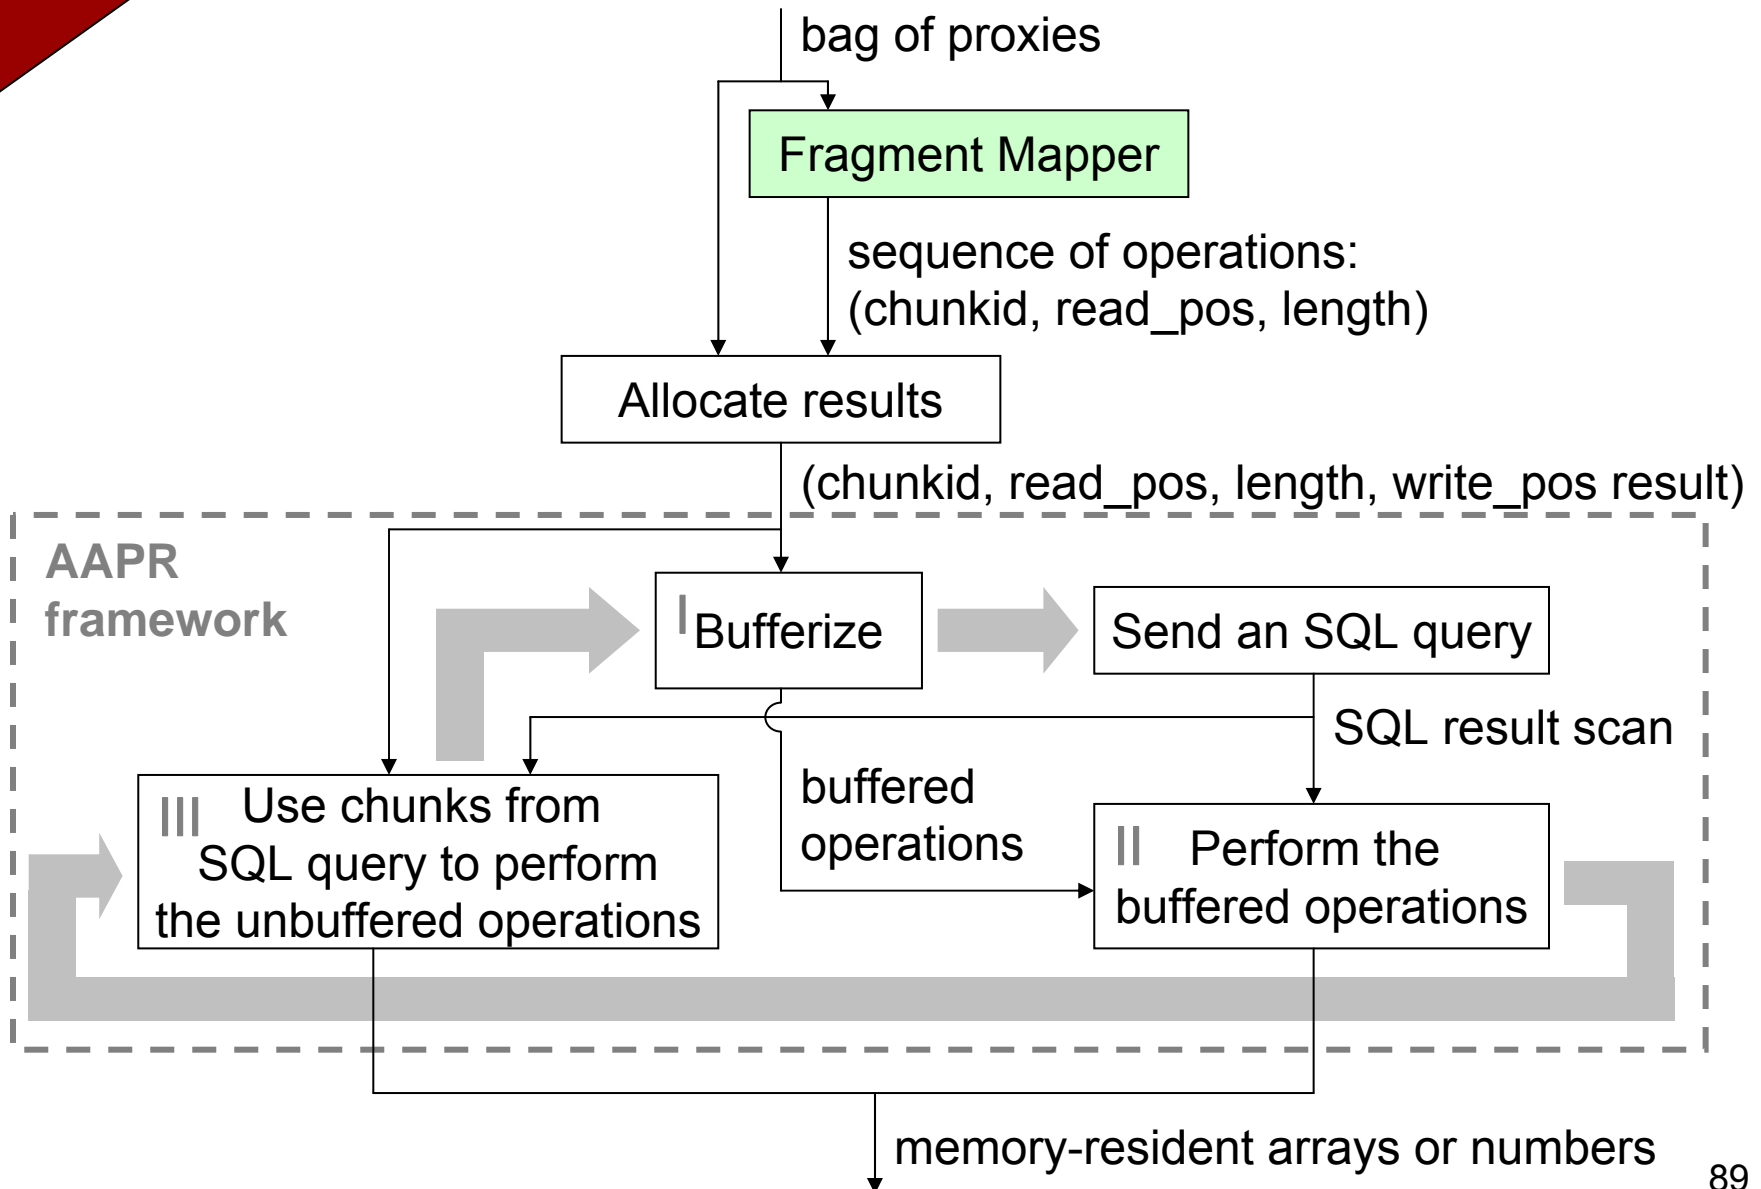 bag of proxies
Fragment Mapper
sequence of operations:
(chunkid, read_pos, length)
Allocate results
(chunkid, read_pos, length, write_pos result)
AAPR
framework
I Bufferize
Send an SQL query
SQL result scan
buffered
operations
III Use chunks from
SQL query to perform
the unbuffered operations
II Perform the
buffered operations
memory-resident arrays or numbers
89